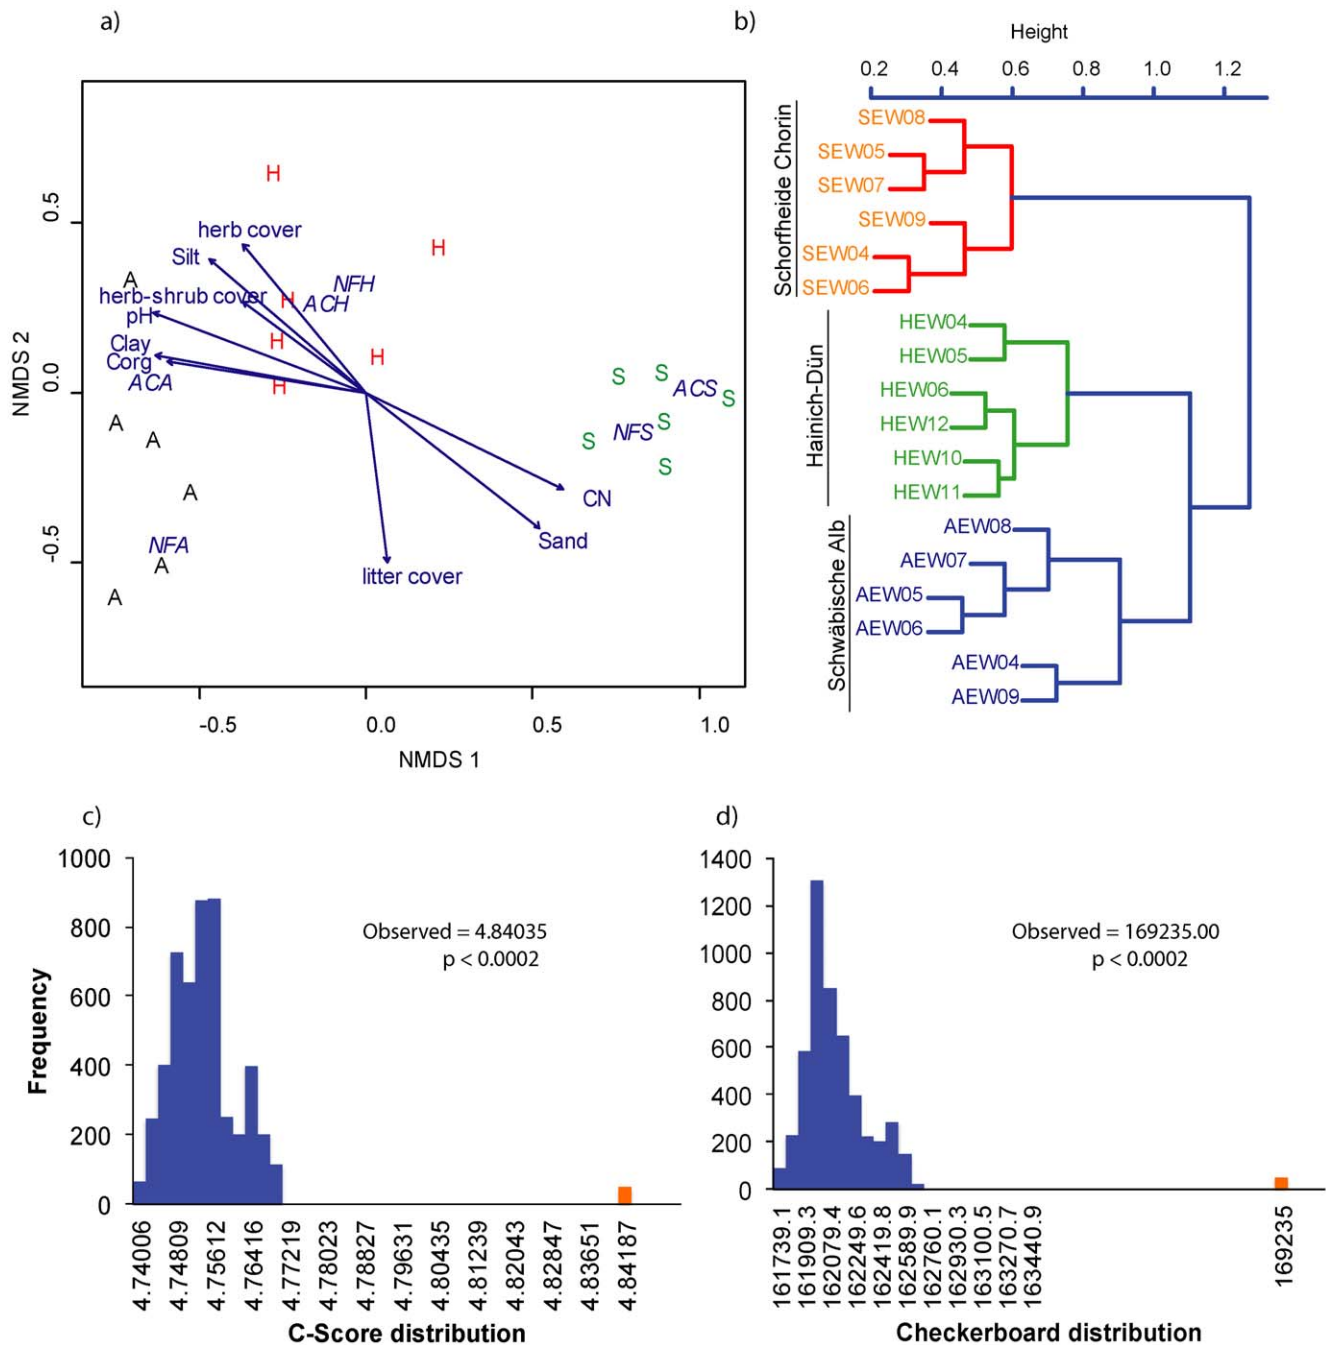 a)
0.5
0.0
-0.5
NMDS 2
H
H
herb cover
Silt
A
herb-shrub cover
H
NFH
ACH
pH
Clay
H
H
Corg
ACA
H
S
S
ACS
S
A
A
S
NFS
S
S
A
CN
NFA
A
Sand
litter cover
A
-0.5
0.0
0.5
1.0
NMDS 1
b)
Height
0.2 0.4 0.6 0.8 1.0 1.2
Schorfheide Chorin
SEW08
SEW05
SEW07
SEW09
SEW04
SEW06
Hainich-Dün
HEW04
HEW05
HEW06
HEW12
HEW10
HEW11
Schwäbische Alb
AEW08
AEW07
AEW05
AEW06
AEW04
AEW09
c)
1000
800
600
400
200
0
Frequency
Observed = 4.84035
p < 0.0002
4.74006
4.74809
4.75612
4.76416
4.77219
4.78023
4.78827
4.79631
4.80435
4.81239
4.82043
4.82847
4.83651
4.84187
C-Score distribution
d)
1400
1200
1000
800
600
400
200
0
Observed = 169235.00
p < 0.0002
161739.1
161909.3
162079.4
162249.6
162419.8
162589.9
162760.1
162930.3
163100.5
163270.7
163440.9
169235
Checkerboard distribution